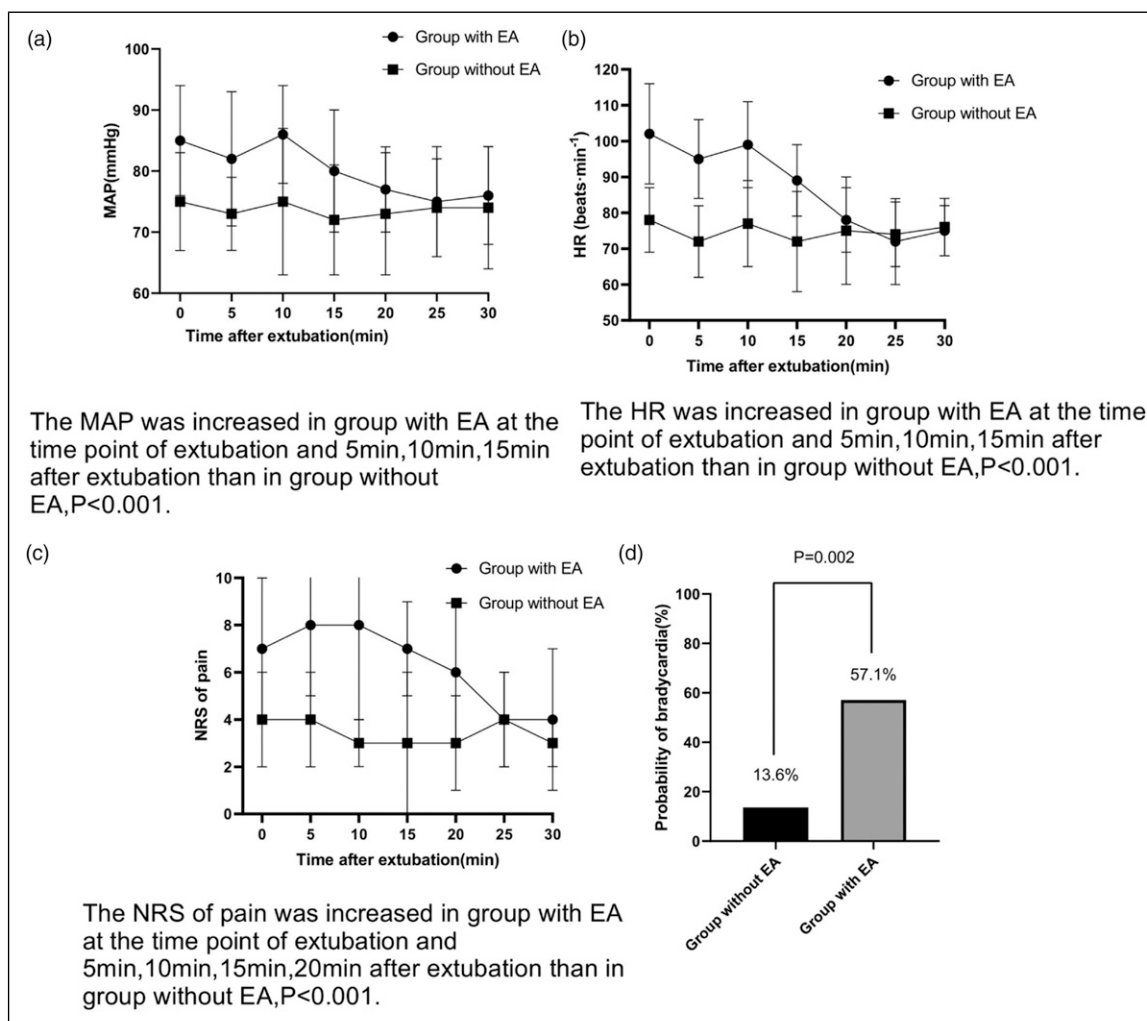 (a)
Group with EA
Group without EA
100
90
80
70
60
MAP(mmHg)
0 5 10 15 20 25 30
Time after extubation(min)
The MAP was increased in group with EA at the
time point of extubation and 5min,10min,15min
after extubation than in group without
EA,P<0.001.
(b)
Group with EA
Group without EA
120
110
100
90
80
70
60
50
HR (beats·min⁻¹)
0 5 10 15 20 25 30
Time after extubation(min)
The HR was increased in group with EA at the time
point of extubation and 5min,10min,15min after
extubation than in group without EA,P<0.001.
(c)
Group with EA
Group without EA
10
8
6
4
2
0
NRS of pain
0 5 10 15 20 25 30
Time after extubation(min)
The NRS of pain was increased in group with EA
at the time point of extubation and
5min,10min,15min,20min after extubation than in
group without EA,P<0.001.
(d)
P=0.002
100
80
60
40
20
0
Probability of bradycardia(%)
13.6%
57.1%
Group without EA
Group with EA